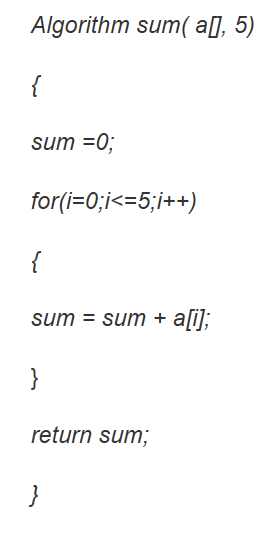 Algorithm sum( a[], 5)
{
sum =0;
for(i=0;i<=5;i++)
{
sum = sum + a[i];
}
return sum;
}